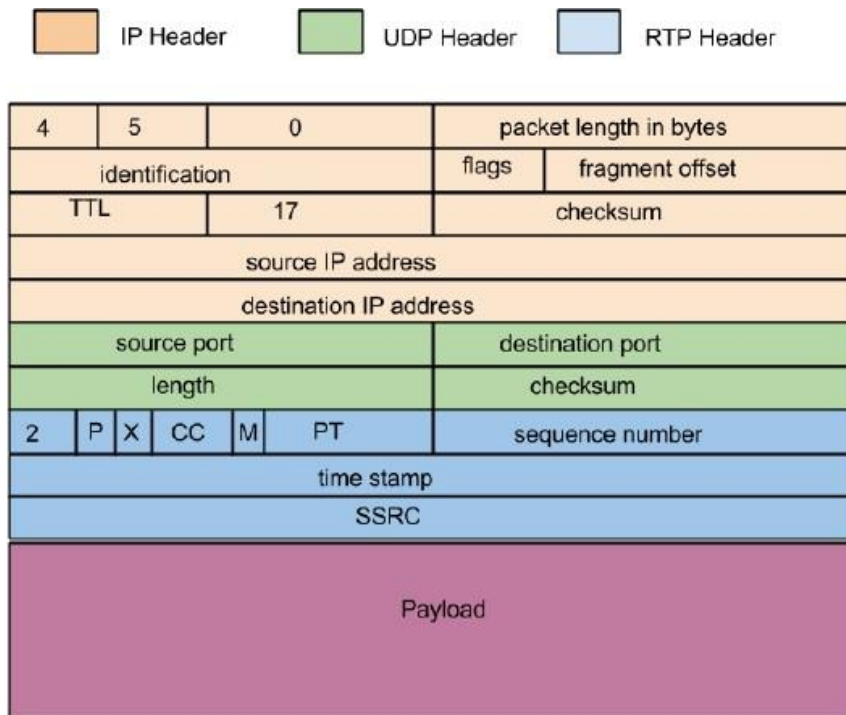 IP Header UDP Header RTP Header
4 5 0 packet length in bytes
identification flags fragment offset
TTL 17 checksum
source IP address
destination IP address
source port destination port
length checksum
2 P X CC M PT sequence number
time stamp
SSRC
Payload